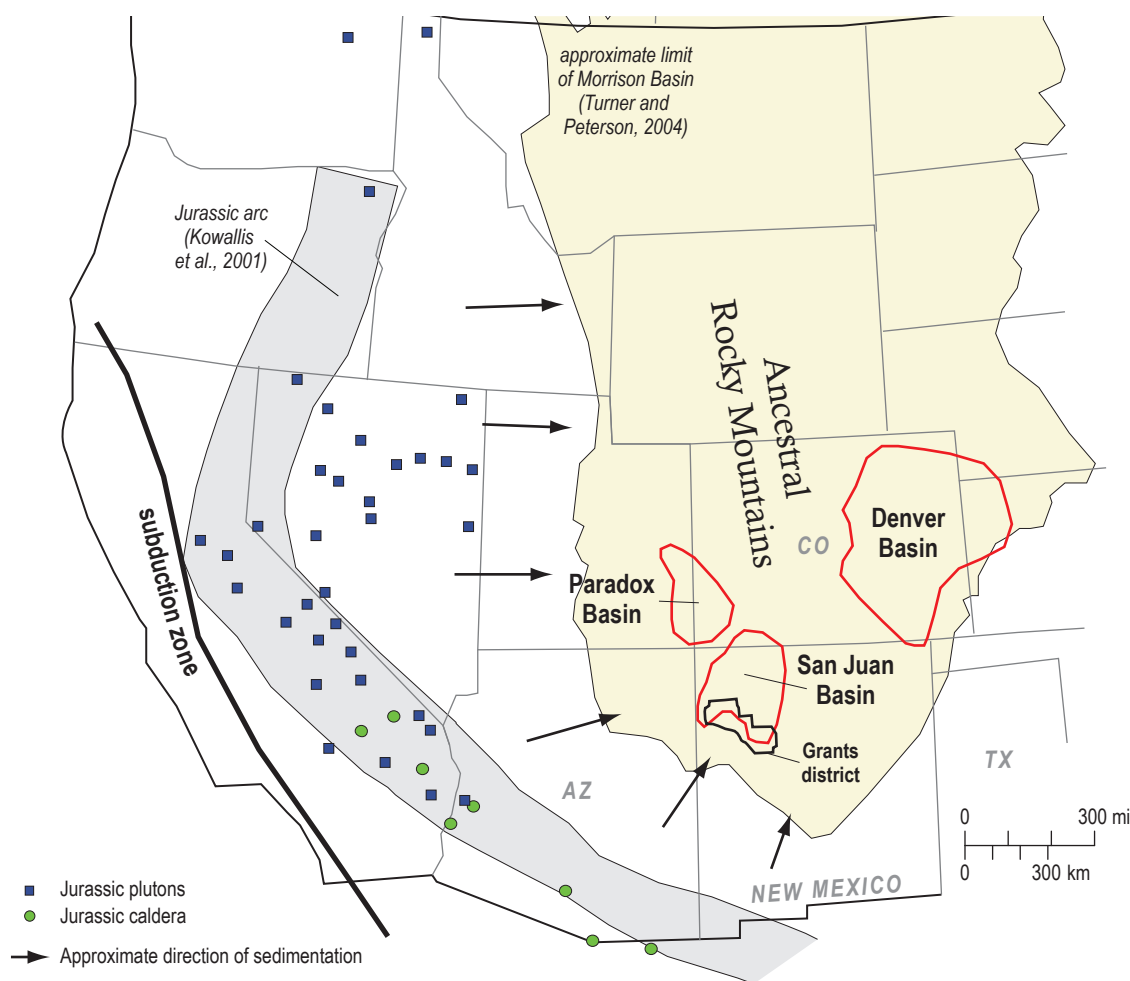 approximate limit
of Morrison Basin
(Turner and
Peterson, 2004)
Jurassic arc
(Kowallis
et al., 2001)
Ancestral
Rocky Mountains
subduction zone
CO
Denver
Basin
Paradox
Basin
San Juan
Basin
Grants
district
AZ
TX
NEW MEXICO
0 300 mi
0 300 km
Jurassic plutons
Jurassic caldera
Approximate direction of sedimentation